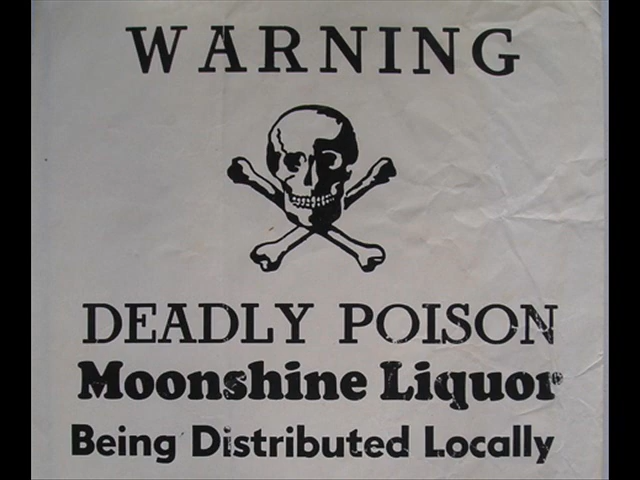 WARNING
DEADLY POISON
Moonshine Liquor
Being Distributed Locally